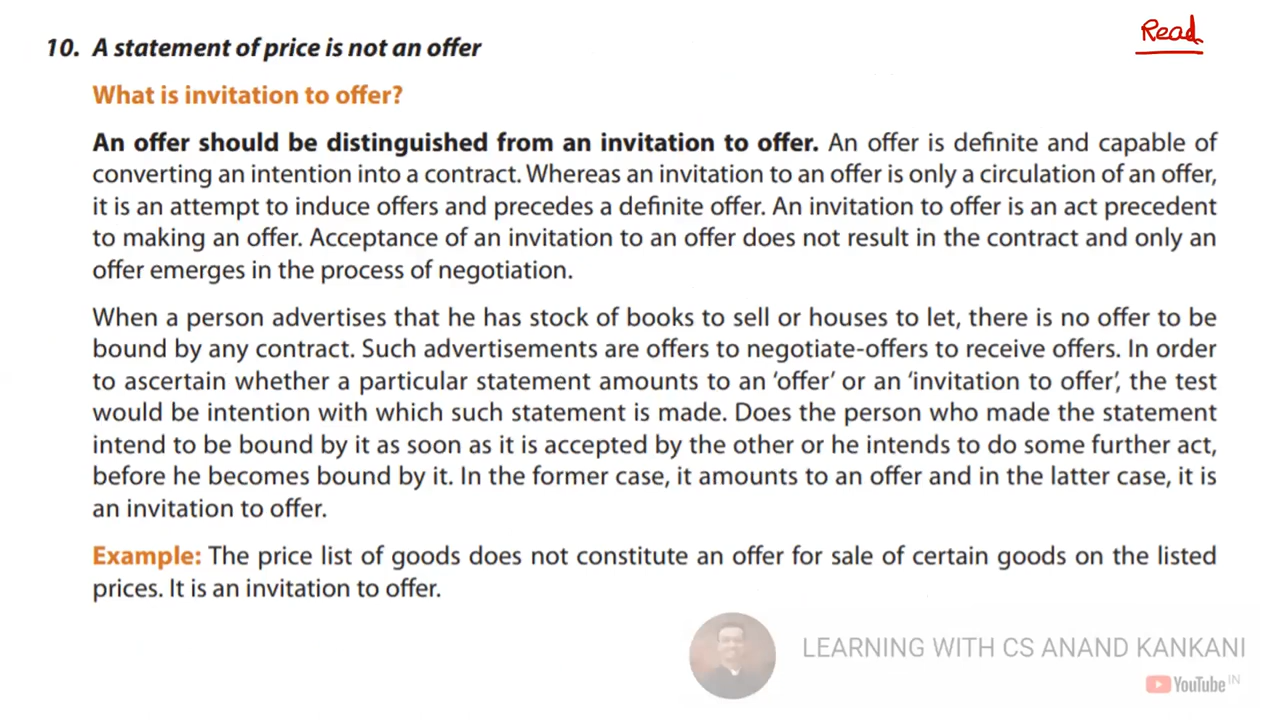 Read
10. A statement of price is not an offer
What is invitation to offer?
An offer should be distinguished from an invitation to offer. An offer is definite and capable of
converting an intention into a contract. Whereas an invitation to an offer is only a circulation of an offer,
it is an attempt to induce offers and precedes a definite offer. An invitation to offer is an act precedent
to making an offer. Acceptance of an invitation to an offer does not result in the contract and only an
offer emerges in the process of negotiation.
When a person advertises that he has stock of books to sell or houses to let, there is no offer to be
bound by any contract. Such advertisements are offers to negotiate-offers to receive offers. In order
to ascertain whether a particular statement amounts to an ‘offer’ or an ‘invitation to offer’, the test
would be intention with which such statement is made. Does the person who made the statement
intend to be bound by it as soon as it is accepted by the other or he intends to do some further act,
before he becomes bound by it. In the former case, it amounts to an offer and in the latter case, it is
an invitation to offer.
Example: The price list of goods does not constitute an offer for sale of certain goods on the listed
prices. It is an invitation to offer.
LEARNING WITH CS ANAND KANKANI
YouTube IN